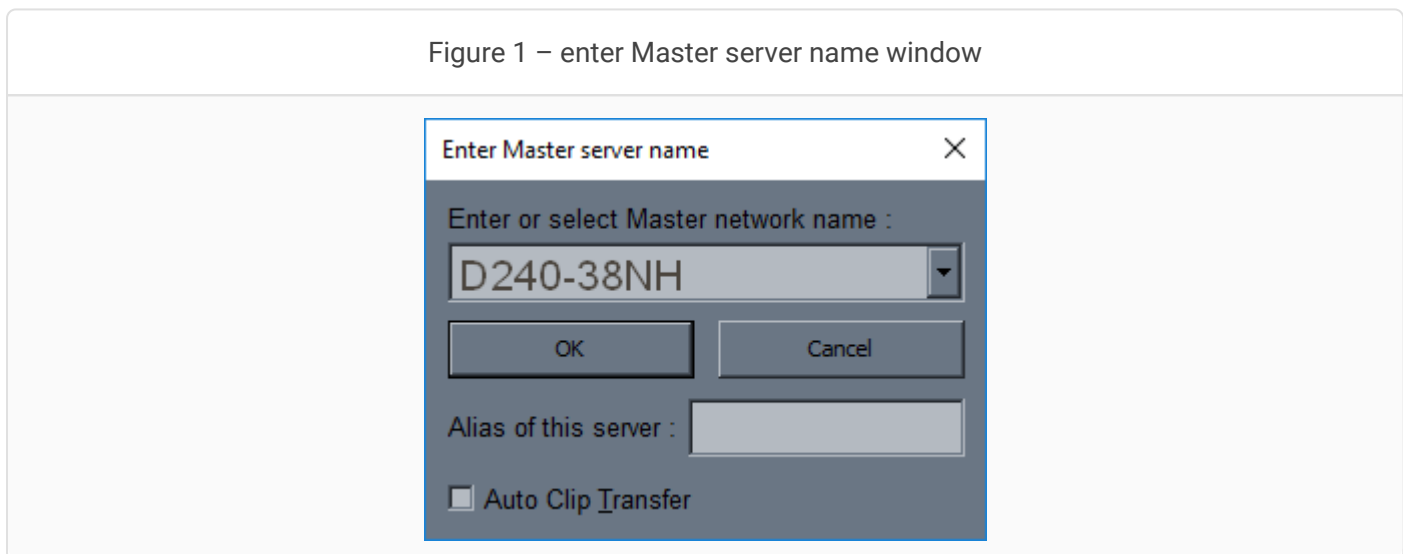 Figure 1 – enter Master server name window
Enter Master server name
Enter or select Master network name :
D240-38NH
OK Cancel
Alias of this server :
Auto Clip Transfer